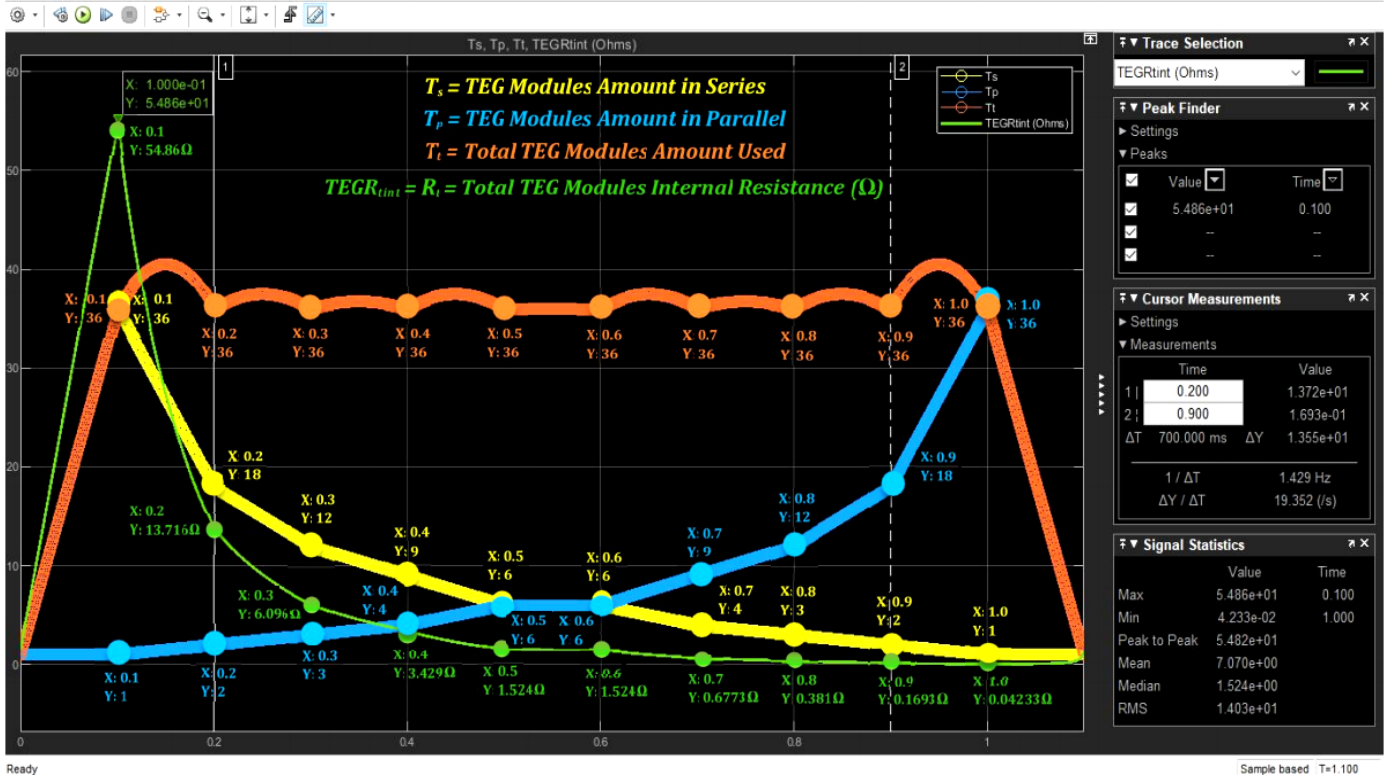 Ts, Tp, Tt, TEGRtint (Ohms)
1
2
X: 1.000e-01
Y: 5.486e+01
X: 0.1
Y: 54.86Ω
Ts = TEG Modules Amount in Series
Tp = TEG Modules Amount in Parallel
Tt = Total TEG Modules Amount Used
TEGRtint = Rt = Total TEG Modules Internal Resistance (Ω)
Ts
Tp
Tt
TEGRtint (Ohms)
60
50
40
30
20
10
0
X: 0.1
Y: 36
X: 0.1
Y: 36
X: 0.2
Y: 36
X: 0.3
Y: 36
X: 0.4
Y: 36
X: 0.5
Y: 36
X: 0.6
Y: 36
X: 0.7
Y: 36
X: 0.8
Y: 36
X: 0.9
Y: 36
X: 1.0
Y: 36
X: 1.0
Y: 36
X: 0.2
Y: 18
X: 0.3
Y: 12
X: 0.4
Y: 9
X: 0.5
Y: 6
X: 0.6
Y: 6
X: 0.7
Y: 4
X: 0.8
Y: 3
X: 0.9
Y: 2
X: 1.0
Y: 1
X: 0.9
Y: 18
X: 0.8
Y: 12
X: 0.7
Y: 9
X: 0.6
Y: 6
X: 0.5
Y: 6
X: 0.4
Y: 4
X: 0.3
Y: 3
X: 0.2
Y: 2
X: 0.1
Y: 1
X: 0.2
Y: 13.716Ω
X: 0.3
Y: 6.096Ω
X: 0.4
Y: 3.429Ω
X: 0.5
Y: 1.524Ω
X: 0.6
Y: 1.524Ω
X: 0.7
Y: 0.6773Ω
X: 0.8
Y: 0.381Ω
X: 0.9
Y: 0.1693Ω
X: 1.0
Y: 0.04233Ω
0
0.2
0.4
0.6
0.8
1
Trace Selection
TEGRtint (Ohms)
Peak Finder
Settings
Peaks
Value Time
5.486e+01 0.100
-- --
-- --
Cursor Measurements
Settings
Measurements
Time Value
1 | 0.200 1.372e+01
2 ¦ 0.900 1.693e-01
ΔT 700.000 ms ΔY 1.355e+01
1 / ΔT 1.429 Hz
ΔY / ΔT 19.352 (/s)
Signal Statistics
Value Time
Max 5.486e+01 0.100
Min 4.233e-02 1.000
Peak to Peak 5.482e+01
Mean 7.070e+00
Median 1.524e+00
RMS 1.403e+01
Ready
Sample based T=1.100